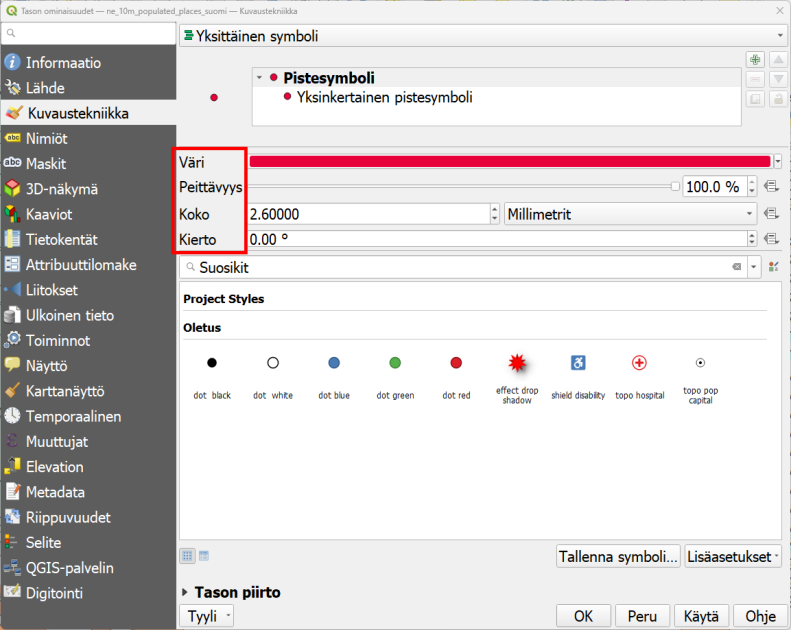 Tason ominaisuudet — ne_10m_populated_places_suomi — Kuvaustekniikka
Yksittäinen symboli
Informaatio
Lähde
Kuvaustekniikka
Nimiöt
Maskit
3D-näkymä
Kaaviot
Tietokentät
Attribuuttilomake
Liitokset
Ulkoinen tieto
Toiminnot
Näyttö
Karttanäyttö
Temporaalinen
Muuttujat
Elevation
Metadata
Riippuvuudet
Selite
QGIS-palvelin
Digitointi
Pistesymboli
Yksinkertainen pistesymboli
Väri
Peittävyys 100.0 %
Koko 2.60000 Millimetrit
Kierto 0.00 °
Suosikit
Project Styles
Oletus
dot black
dot white
dot blue
dot green
dot red
effect drop
shadow
shield disability
topo hospital
topo pop
capital
Tallenna symboli... Lisäasetukset
Tason piirto
Tyyli OK Peru Käytä Ohje